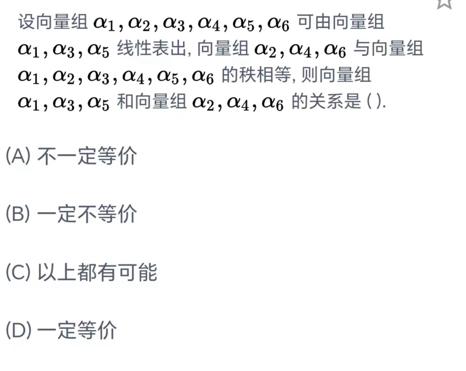 设向量组 α₁, α₂, α₃, α₄, α₅, α₆ 可由向量组
α₁, α₃, α₅ 线性表出, 向量组 α₂, α₄, α₆ 与向量组
α₁, α₂, α₃, α₄, α₅, α₆ 的秩相等, 则向量组
α₁, α₃, α₅ 和向量组 α₂, α₄, α₆ 的关系是 ( ).
(A) 不一定等价
(B) 一定不等价
(C) 以上都有可能
(D) 一定等价